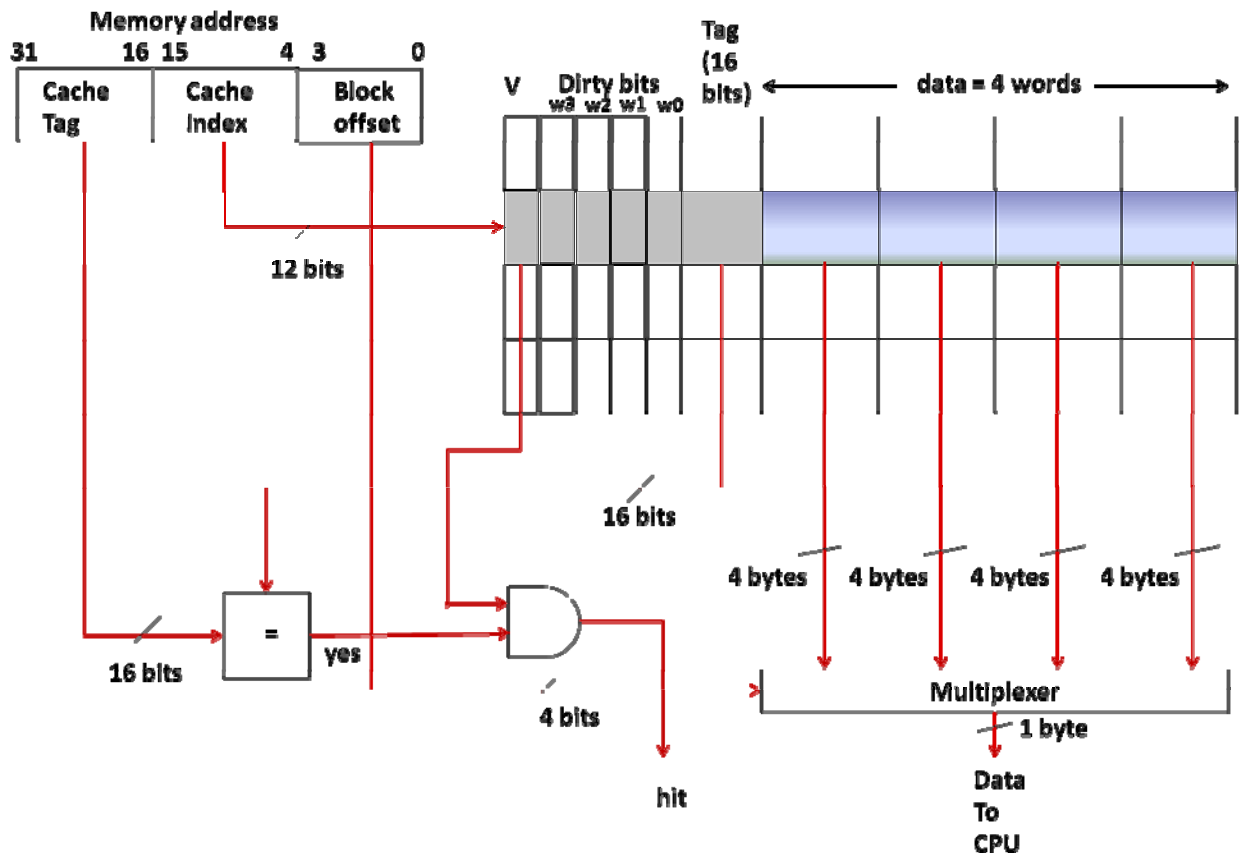 Memory address
31 16 15 4 3 0
Cache Tag
Cache Index
Block offset
12 bits
V
Dirty bits
w3 w2 w1 w0
Tag
(16
bits)
data = 4 words
16 bits
4 bytes 4 bytes 4 bytes 4 bytes
=
yes
16 bits
4 bits
hit
Multiplexer
1 byte
Data
To
CPU